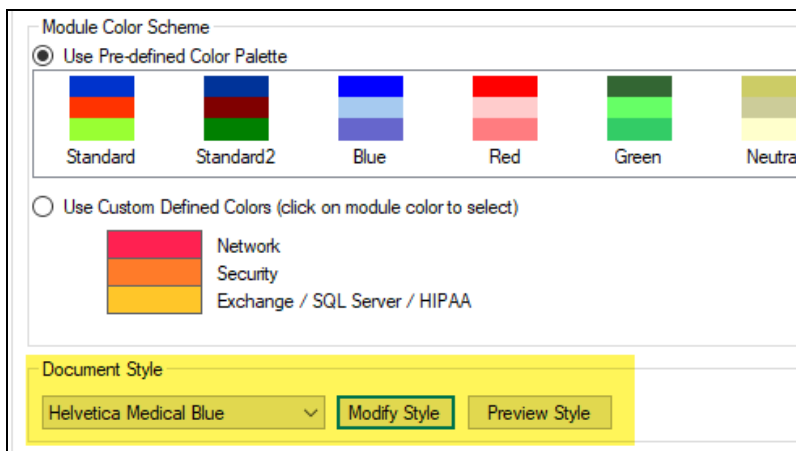 Module Color Scheme
Use Pre-defined Color Palette
Standard Standard2 Blue Red Green Neutra
Use Custom Defined Colors (click on module color to select)
Network
Security
Exchange / SQL Server / HIPAA
Document Style
Helvetica Medical Blue Modify Style Preview Style